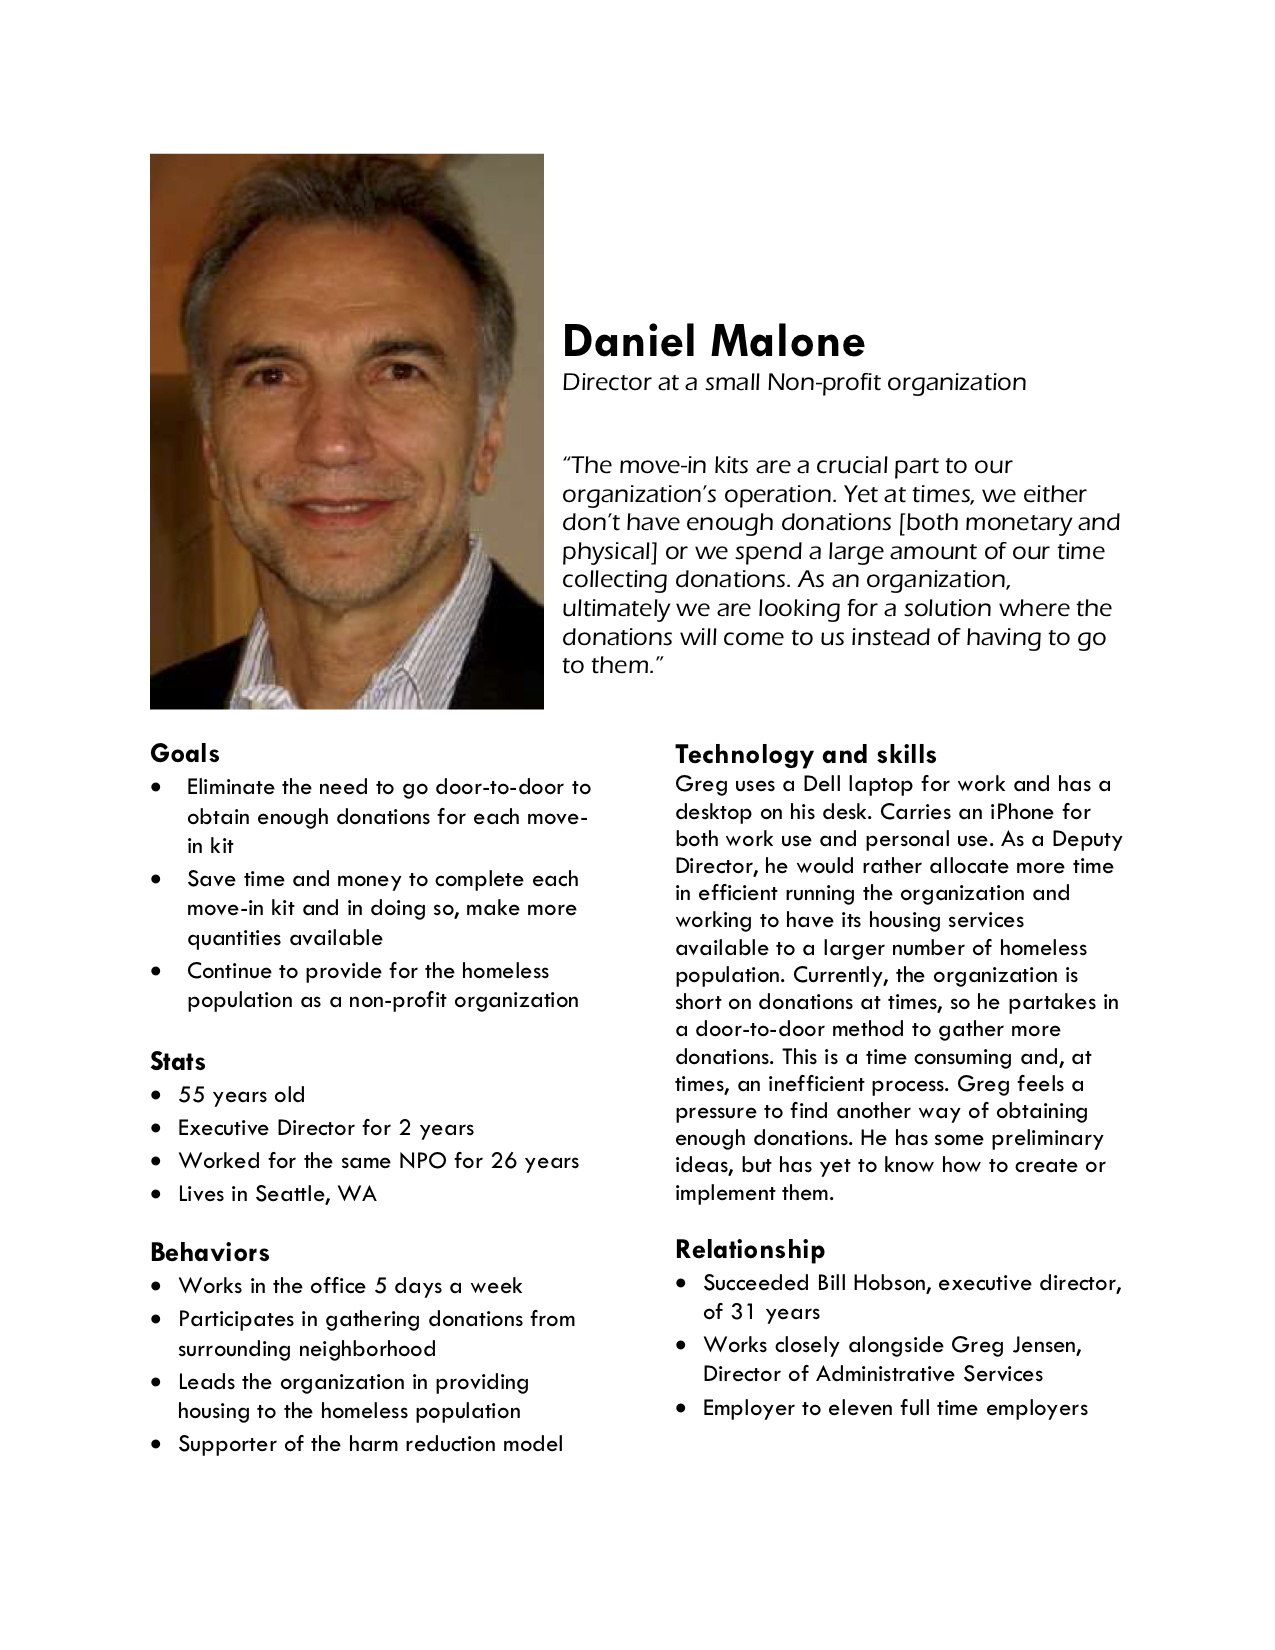 Daniel Malone
Director at a small Non-profit organization
“The move-in kits are a crucial part to our
organization’s operation. Yet at times, we either
don’t have enough donations [both monetary and
physical] or we spend a large amount of our time
collecting donations. As an organization,
ultimately we are looking for a solution where the
donations will come to us instead of having to go
to them.”
Goals
• Eliminate the need to go door-to-door to
obtain enough donations for each move-
in kit
• Save time and money to complete each
move-in kit and in doing so, make more
quantities available
• Continue to provide for the homeless
population as a non-profit organization
Stats
• 55 years old
• Executive Director for 2 years
• Worked for the same NPO for 26 years
• Lives in Seattle, WA
Behaviors
• Works in the office 5 days a week
• Participates in gathering donations from
surrounding neighborhood
• Leads the organization in providing
housing to the homeless population
• Supporter of the harm reduction model
Technology and skills
Greg uses a Dell laptop for work and has a
desktop on his desk. Carries an iPhone for
both work use and personal use. As a Deputy
Director, he would rather allocate more time
in efficient running the organization and
working to have its housing services
available to a larger number of homeless
population. Currently, the organization is
short on donations at times, so he partakes in
a door-to-door method to gather more
donations. This is a time consuming and, at
times, an inefficient process. Greg feels a
pressure to find another way of obtaining
enough donations. He has some preliminary
ideas, but has yet to know how to create or
implement them.
Relationship
• Succeeded Bill Hobson, executive director,
of 31 years
• Works closely alongside Greg Jensen,
Director of Administrative Services
• Employer to eleven full time employers